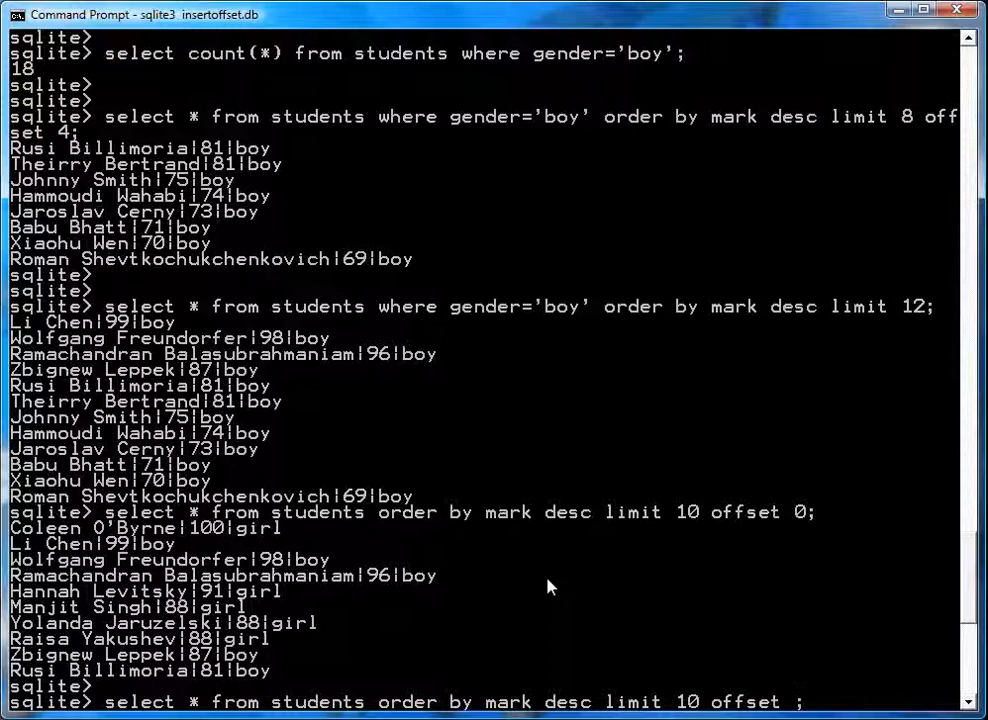 Command Prompt - sqlite3 insertoffset.db
sqlite>
sqlite> select count(*) from students where gender='boy';
18
sqlite>
sqlite>
sqlite> select * from students where gender='boy' order by mark desc limit 8 off
set 4;
Rusi Billimoria|81|boy
Theirry Bertrand|81|boy
Johnny Smith|75|boy
Hammoudi Wahabi|74|boy
Jaroslav Cerny|73|boy
Babu Bhatt|71|boy
Xiaohu Wen|70|boy
Roman Shevtkochukchenkovich|69|boy
sqlite>
sqlite>
sqlite> select * from students where gender='boy' order by mark desc limit 12;
Li Chen|99|boy
Wolfgang Freundorfer|98|boy
Ramachandran Balasubrahmaniam|96|boy
Zbignew Leppek|87|boy
Rusi Billimoria|81|boy
Theirry Bertrand|81|boy
Johnny Smith|75|boy
Hammoudi Wahabi|74|boy
Jaroslav Cerny|73|boy
Babu Bhatt|71|boy
Xiaohu Wen|70|boy
Roman Shevtkochukchenkovich|69|boy
sqlite> select * from students order by mark desc limit 10 offset 0;
Coleen O'Byrne|100|girl
Li Chen|99|boy
Wolfgang Freundorfer|98|boy
Ramachandran Balasubrahmaniam|96|boy
Hannah Levitsky|91|girl
Manjit Singh|88|girl
Yolanda Jaruzelski|88|girl
Raisa Yakushev|88|girl
Zbignew Leppek|87|boy
Rusi Billimoria|81|boy
sqlite>
sqlite> select * from students order by mark desc limit 10 offset ;